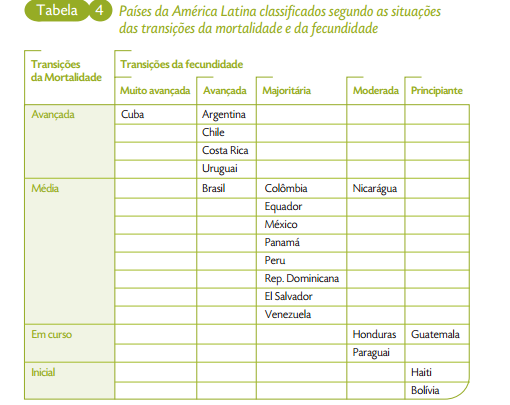 Tabela 4 Países da América Latina classificados segundo as situações
das transições da mortalidade e da fecundidade
Transições da Mortalidade Transições da fecundidade
Muito avançada Avançada Majoritária Moderada Principiante
Avançada Cuba Argentina
Chile
Costa Rica
Uruguai
Média Brasil Colômbia Nicarágua
Equador
México
Panamá
Peru
Rep. Dominicana
El Salvador
Venezuela
Em curso Honduras Guatemala
Paraguai
Inicial Haiti
Bolívia